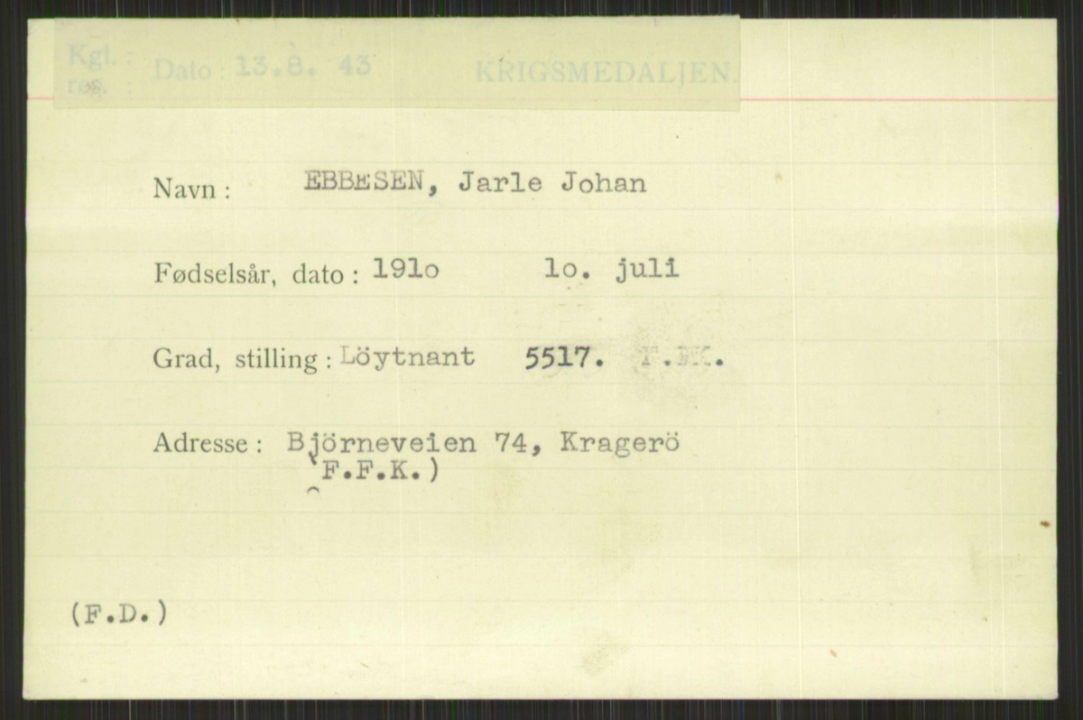 Kgl. : Dato : 13.8. 43 KRIGSMEDALJEN.
res. :
Navn : EBBESEN, Jarle Johan
Fødselsår, dato : 191o 1o. juli
Grad, stilling : Löytnant 5517.
Adresse : Björneveien 74, Kragerö
(F.F.K.)
(F.D.)